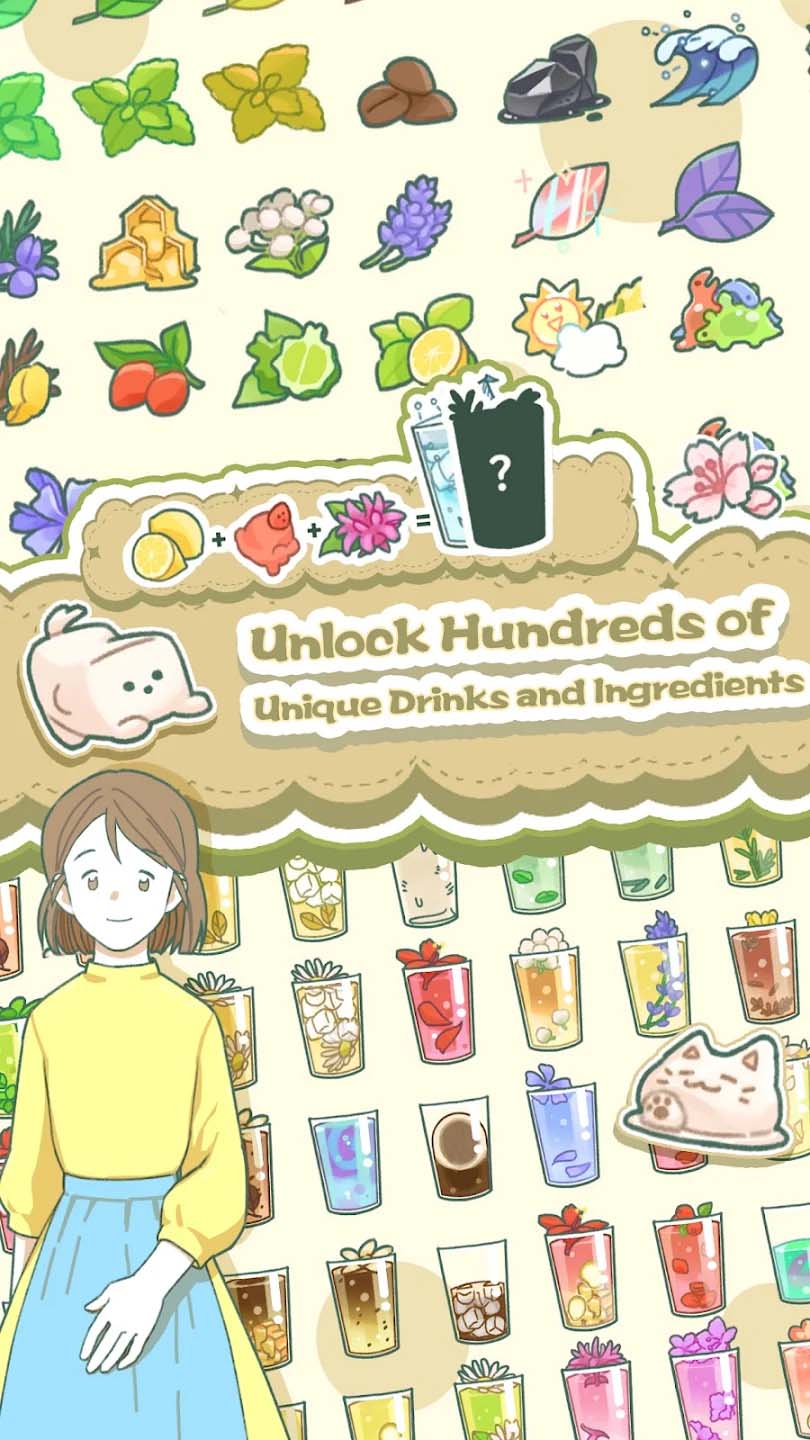 ?
+ + =
Unlock Hundreds of
Unique Drinks and Ingredients